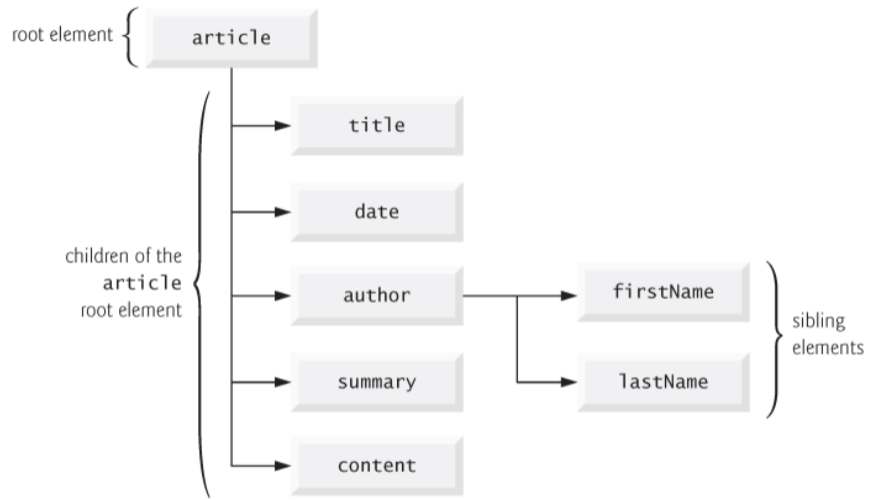 root element
article
title
date
children of the
article
root element
author
firstName
sibling
elements
summary
lastName
content